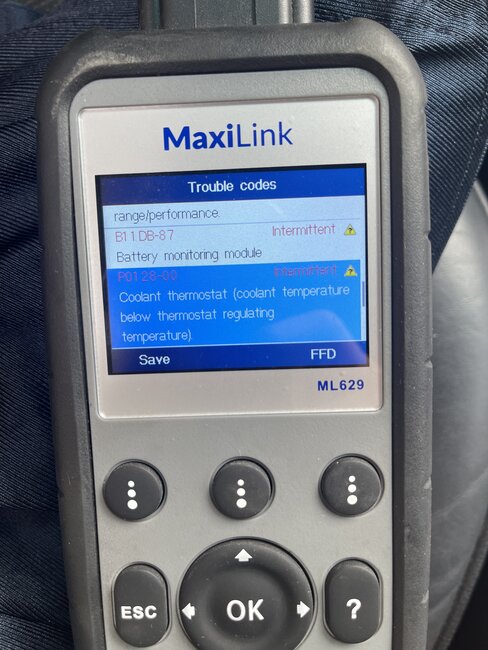 MaxiLink
Trouble codes
range/performance.
B11DB-87 Intermittent
Battery monitoring module
P0128-00 Intermittent
Coolant thermostat (coolant temperature
below thermostat regulating
temperature).
Save FFD
ML629
ESC OK ?